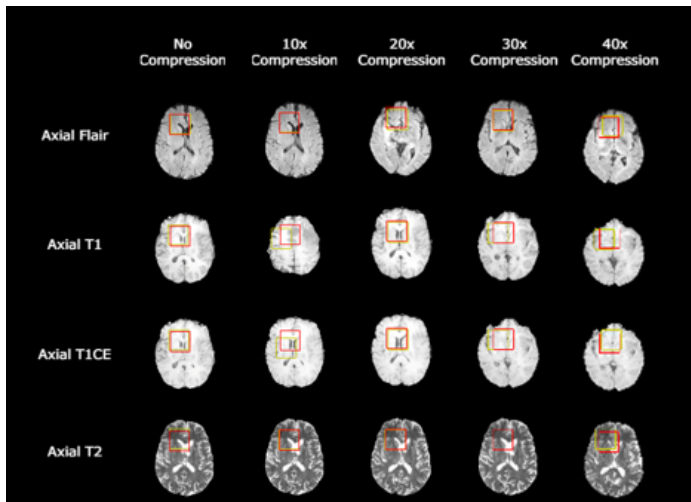 No
Compression
10x
Compression
20x
Compression
30x
Compression
40x
Compression
Axial Flair
Axial T1
Axial T1CE
Axial T2